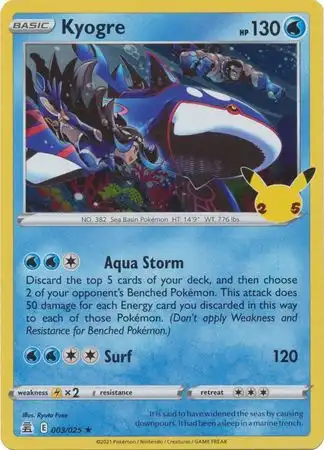 BASIC
Kyogre HP 130
NO. 382 Sea Basin Pokémon HT: 14'9" WT: 776 lbs
25
Aqua Storm
Discard the top 5 cards of your deck, and then choose
2 of your opponent's Benched Pokémon. This attack does
50 damage for each Energy card you discarded in this
way to each of those Pokémon. (Don't apply Weakness and
Resistance for Benched Pokémon.)
Surf 120
weakness ×2 resistance retreat
Illus. Ryuta Fuse
E 003/025 ★
It is said to have widened the seas by causing
downpours. It had been asleep in a marine trench.
©2021 Pokémon / Nintendo / Creatures / GAME FREAK